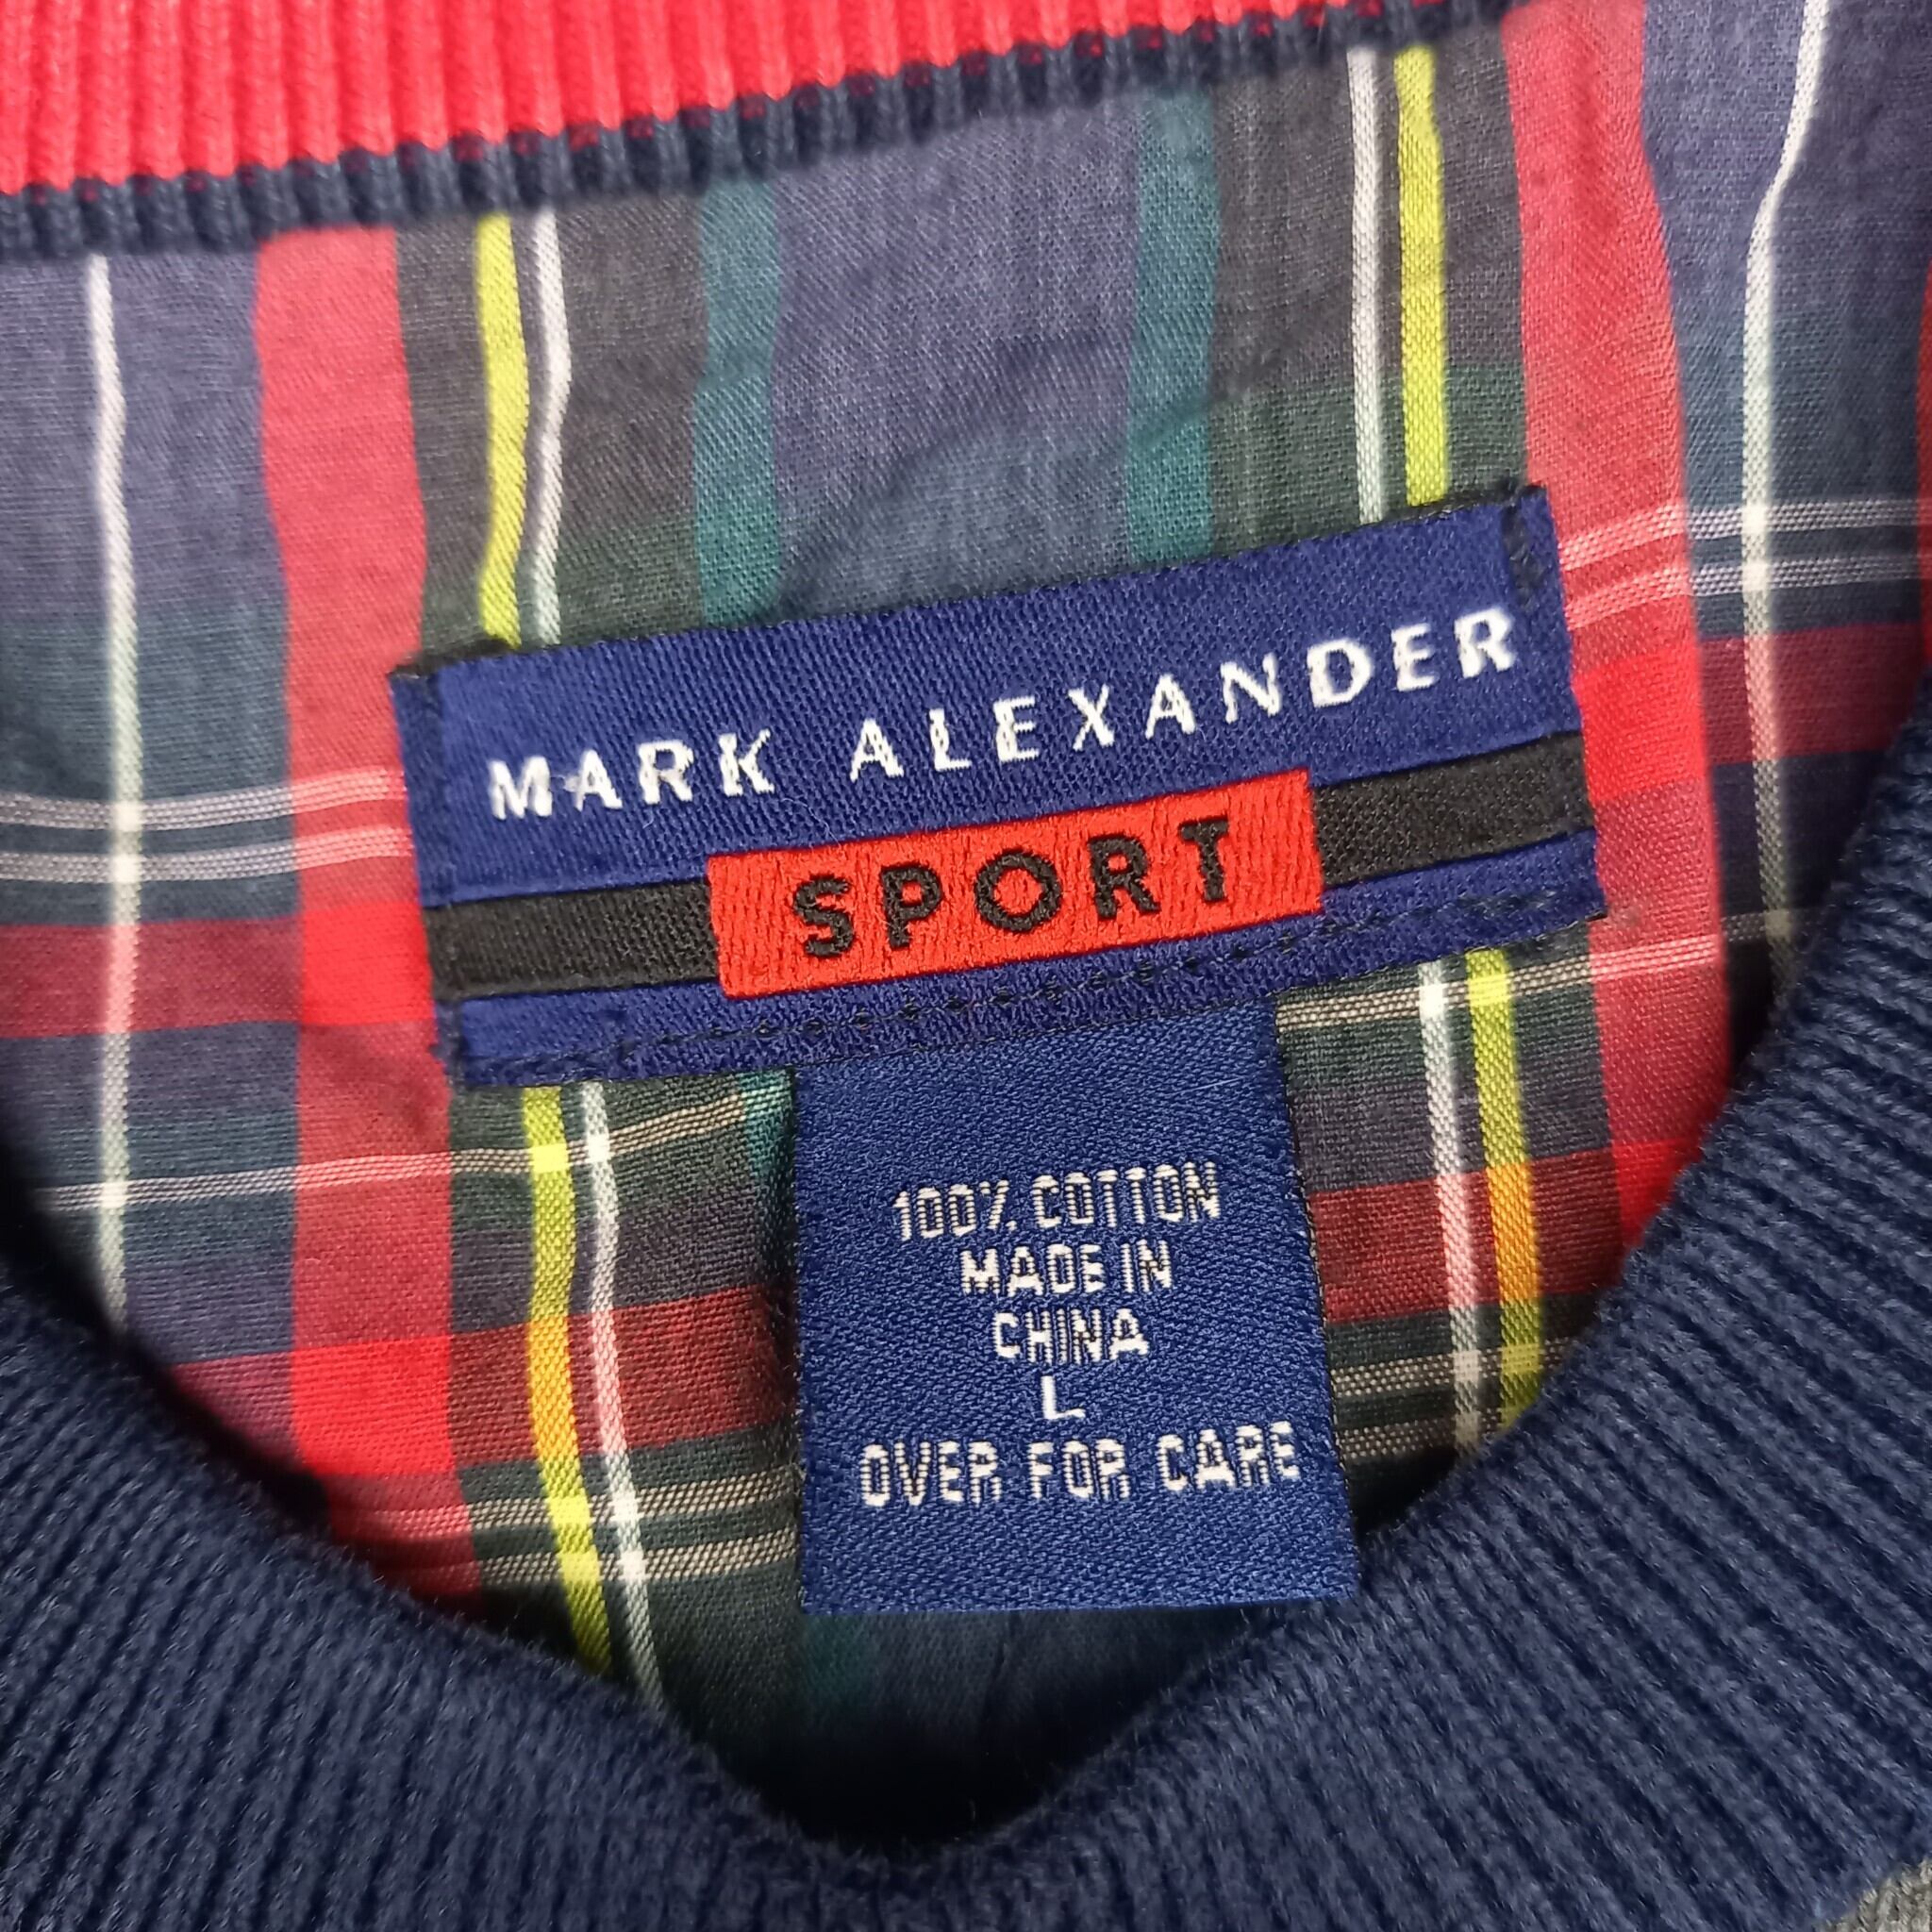 MARK ALEXANDER
SPORT
100% COTTON
MADE IN
CHINA
L
OVER FOR CARE